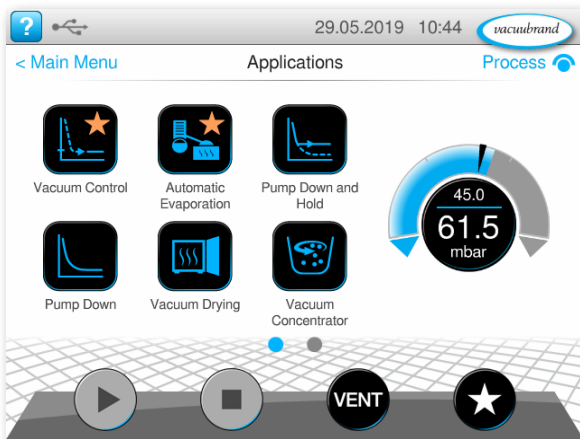 ?
29.05.2019 10:44
vacuubrand
< Main Menu
Applications
Process
Vacuum Control
Automatic
Evaporation
Pump Down and
Hold
45.0
61.5
mbar
Pump Down
Vacuum Drying
Vacuum
Concentrator
VENT